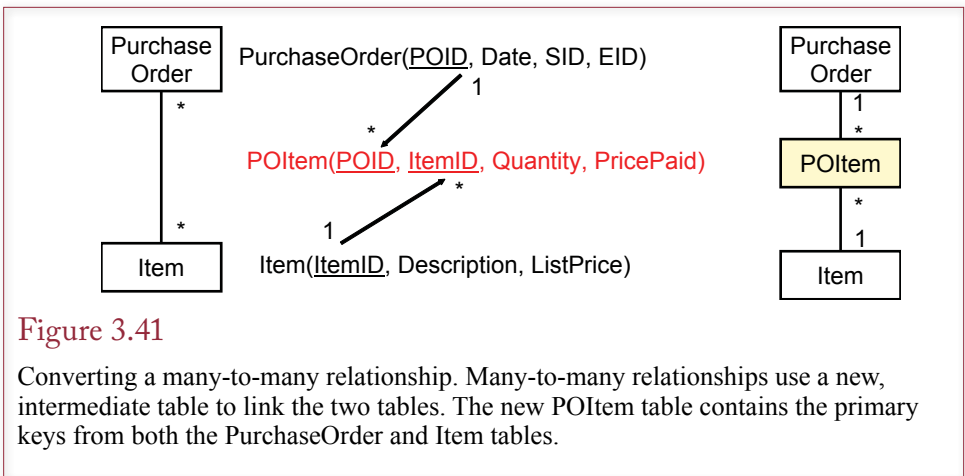 Purchase
Order
*
*
Item
PurchaseOrder(POID, Date, SID, EID)
1
*
POItem(POID, ItemID, Quantity, PricePaid)
*
1
Item(ItemID, Description, ListPrice)
Purchase
Order
1
*
POItem
*
1
Item
Figure 3.41
Converting a many-to-many relationship. Many-to-many relationships use a new,
intermediate table to link the two tables. The new POItem table contains the primary
keys from both the PurchaseOrder and Item tables.